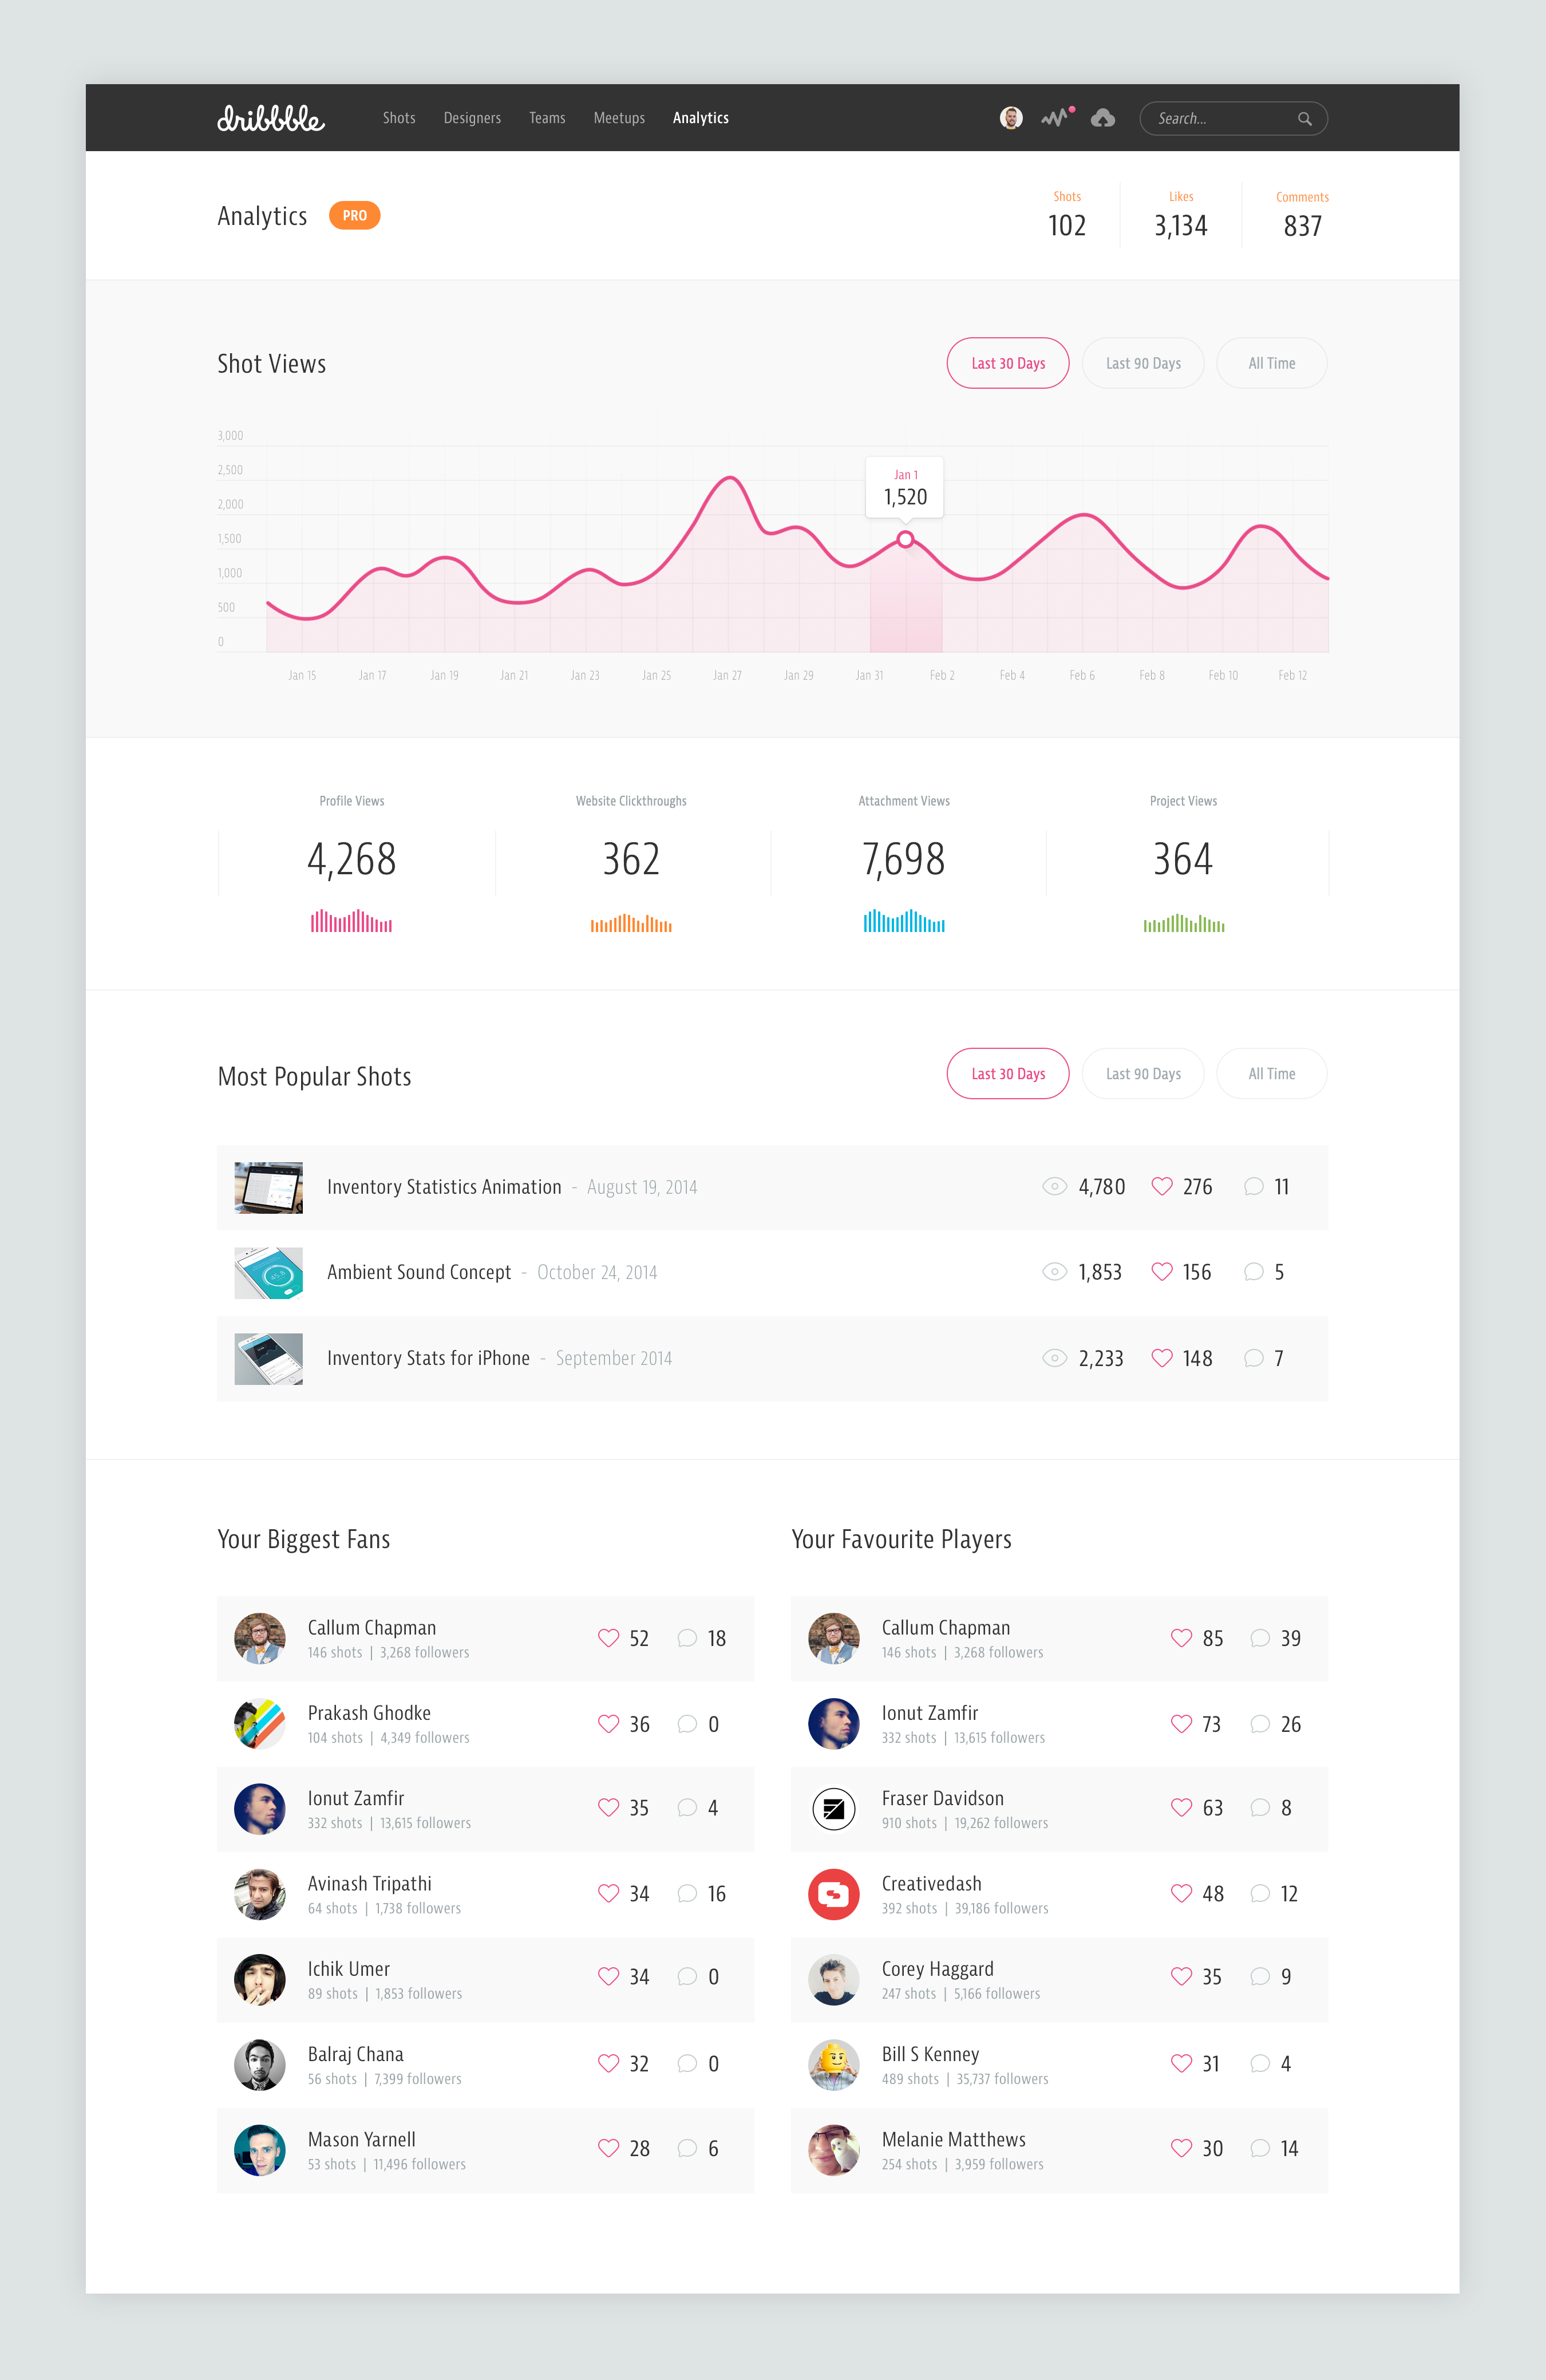 dribbble Shots Designers Teams Meetups Analytics Search...
Analytics PRO
Shots Likes Comments
102 3,134 837
Shot Views Last 30 Days Last 90 Days All Time
3,000
2,500
2,000
1,500
1,000
500
0
Jan 1
1,520
Jan 15 Jan 17 Jan 19 Jan 21 Jan 23 Jan 25 Jan 27 Jan 29 Jan 31 Feb 2 Feb 4 Feb 6 Feb 8 Feb 10 Feb 12
Profile Views Website Clickthroughs Attachment Views Project Views
4,268 362 7,698 364
Most Popular Shots Last 30 Days Last 90 Days All Time
Inventory Statistics Animation - August 19, 2014 4,780 276 11
Ambient Sound Concept - October 24, 2014 1,853 156 5
Inventory Stats for iPhone - September 2014 2,233 148 7
Your Biggest Fans
Callum Chapman 52 18
146 shots | 3,268 followers
Prakash Ghodke 36 0
104 shots | 4,349 followers
Ionut Zamfir 35 4
332 shots | 13,615 followers
Avinash Tripathi 34 16
64 shots | 1,738 followers
Ichik Umer 34 0
89 shots | 1,853 followers
Balraj Chana 32 0
56 shots | 7,399 followers
Mason Yarnell 28 6
53 shots | 11,496 followers
Your Favourite Players
Callum Chapman 85 39
146 shots | 3,268 followers
Ionut Zamfir 73 26
332 shots | 13,615 followers
Fraser Davidson 63 8
910 shots | 19,262 followers
Creativedash 48 12
392 shots | 39,186 followers
Corey Haggard 35 9
247 shots | 5,166 followers
Bill S Kenney 31 4
489 shots | 35,737 followers
Melanie Matthews 30 14
254 shots | 3,959 followers